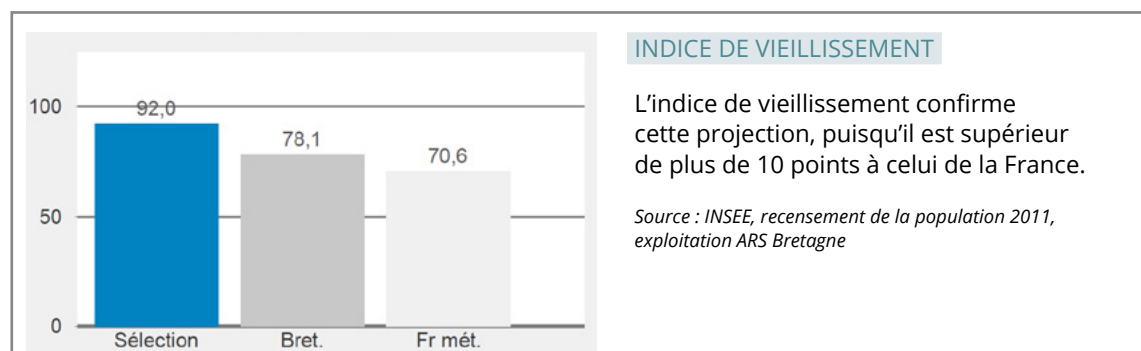 100
50
0
92,0
78,1
70,6
Sélection
Bret.
Fr mét.
INDICE DE VIEILLISSEMENT
L’indice de vieillissement confirme
cette projection, puisqu’il est supérieur
de plus de 10 points à celui de la France.
Source : INSEE, recensement de la population 2011,
exploitation ARS Bretagne